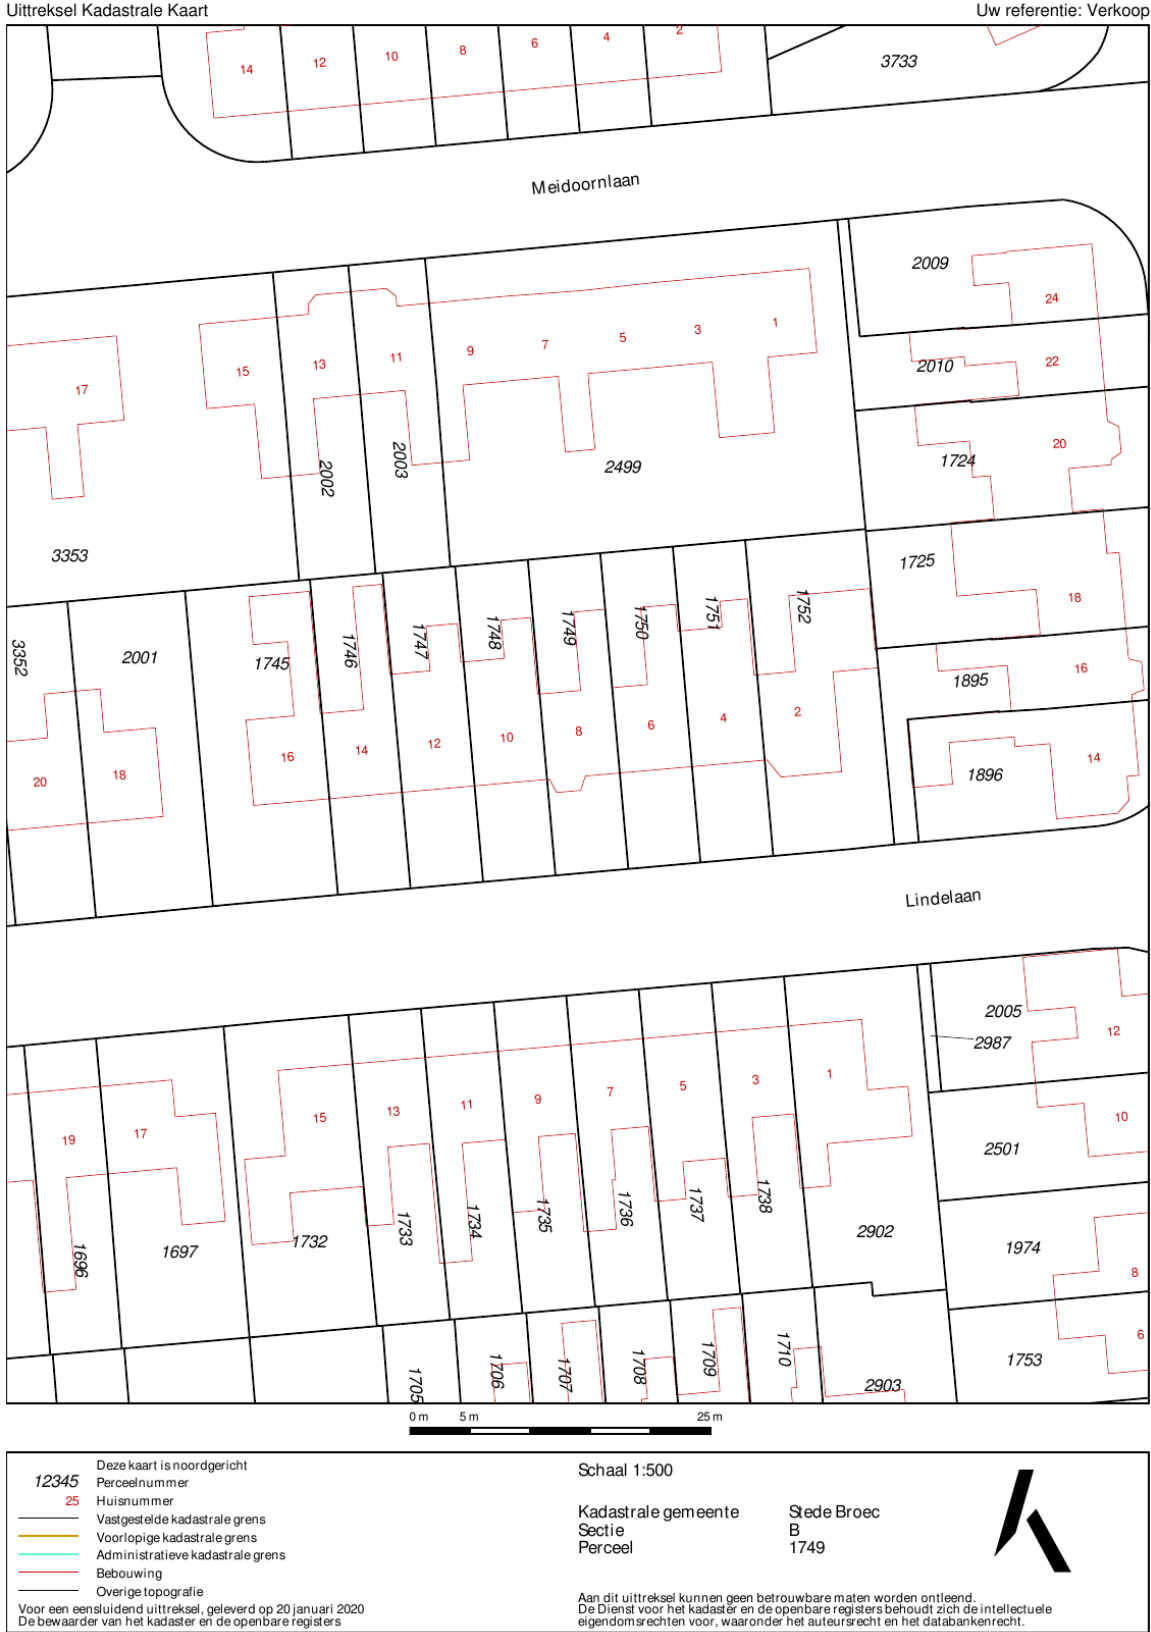 Uittreksel Kadastrale Kaart
Uw referentie: Verkoop
14 12 10 8 6 4 2
3733
Meidoornlaan
2009
24
17 15 13 11 9 7 5 3 1
2010 22
2002 2003 2499
1724 20
3353
1725
18
3352 2001 1745 1746 1747 1748 1749 1750 1751 1752
1895 16
20 18 16 14 12 10 8 6 4 2
1896 14
Lindelaan
2005
12
2987
19 17 15 13 11 9 7 5 3 1
10
2501
1696 1697 1732 1733 1734 1735 1736 1737 1738 2902
1974
8
1705 1706 1707 1708 1709 1710 2903
1753 6
0 m 5 m 25 m
Deze kaart is noordgericht
12345 Perceelnummer
25 Huisnummer
Vastgestelde kadastrale grens
Voorlopige kadastrale grens
Administratieve kadastrale grens
Bebouwing
Overige topografie
Voor een eensluidend uittreksel, geleverd op 20 januari 2020
De bewaarder van het kadaster en de openbare registers
Schaal 1:500
Kadastrale gemeente Stede Broec
Sectie B
Perceel 1749
Aan dit uittreksel kunnen geen betrouwbare maten worden ontleend.
De Dienst voor het kadaster en de openbare registers behoudt zich de intellectuele
eigendomsrechten voor, waaronder het auteursrecht en het databankenrecht.